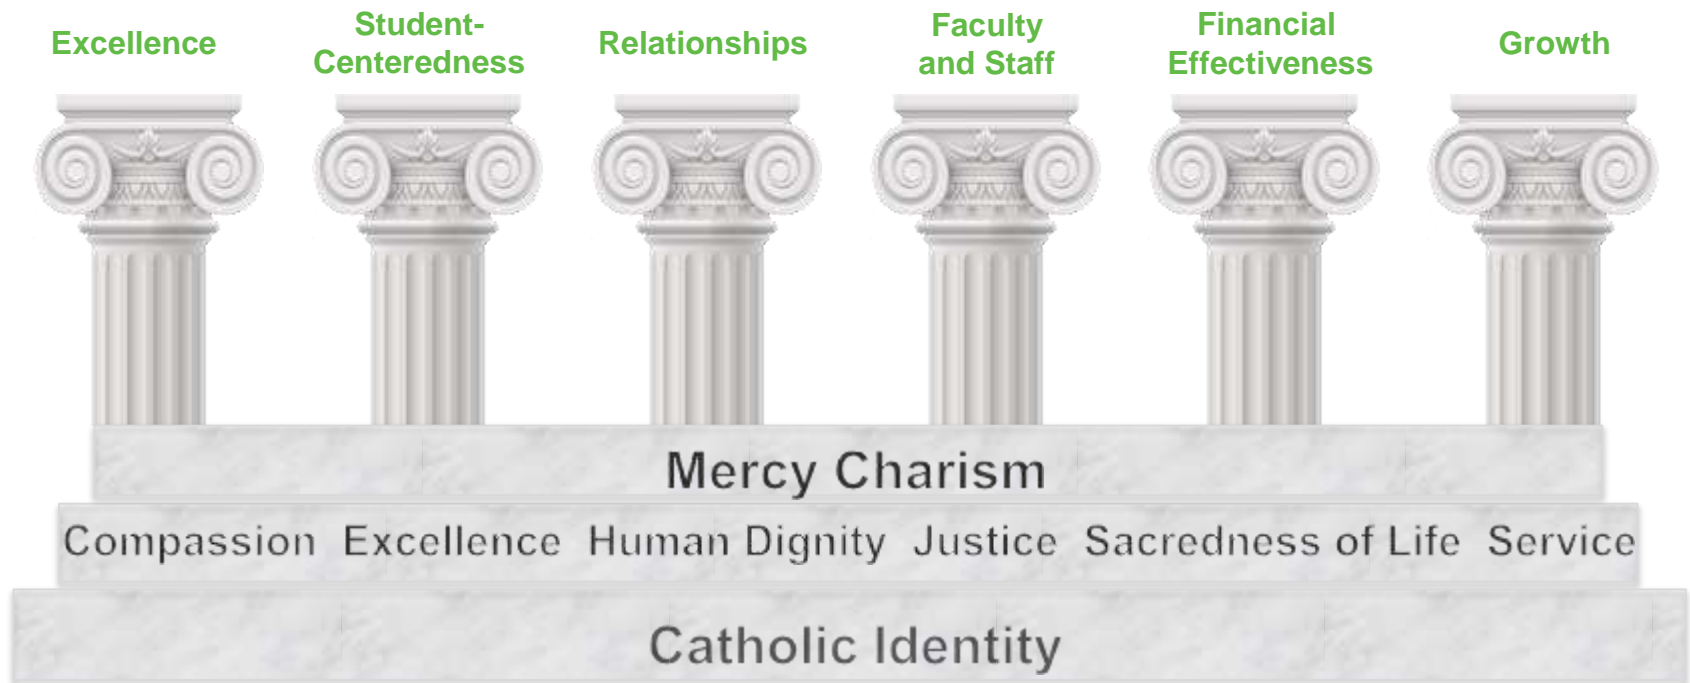 Excellence
Student-
Centeredness
Relationships
Faculty
and Staff
Financial
Effectiveness
Growth
Mercy Charism
Compassion Excellence Human Dignity Justice Sacredness of Life Service
Catholic Identity